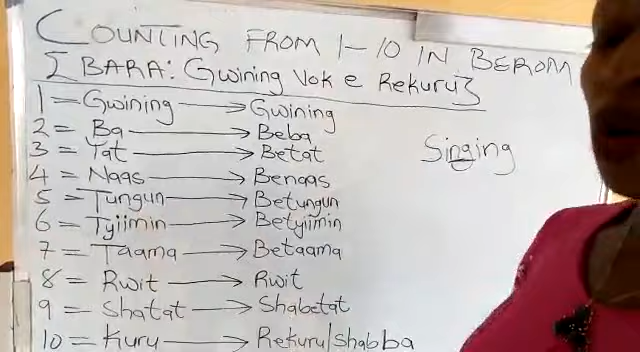 COUNTING FROM 1-10 IN BEROM
[BARA: Gwining Vok e Rekuru]
1 = Gwining → Gwining
2 = Ba → Beba
3 = Tat → Betat
4 = Naas → Benaas
5 = Tungun → Betungun
6 = Tyiimin → Betyiimin
7 = Taama → Betaama
8 = Rwit → Rwit
9 = Shatat → Shabetat
10 = Kuru → Rekuru/shabba
Singing